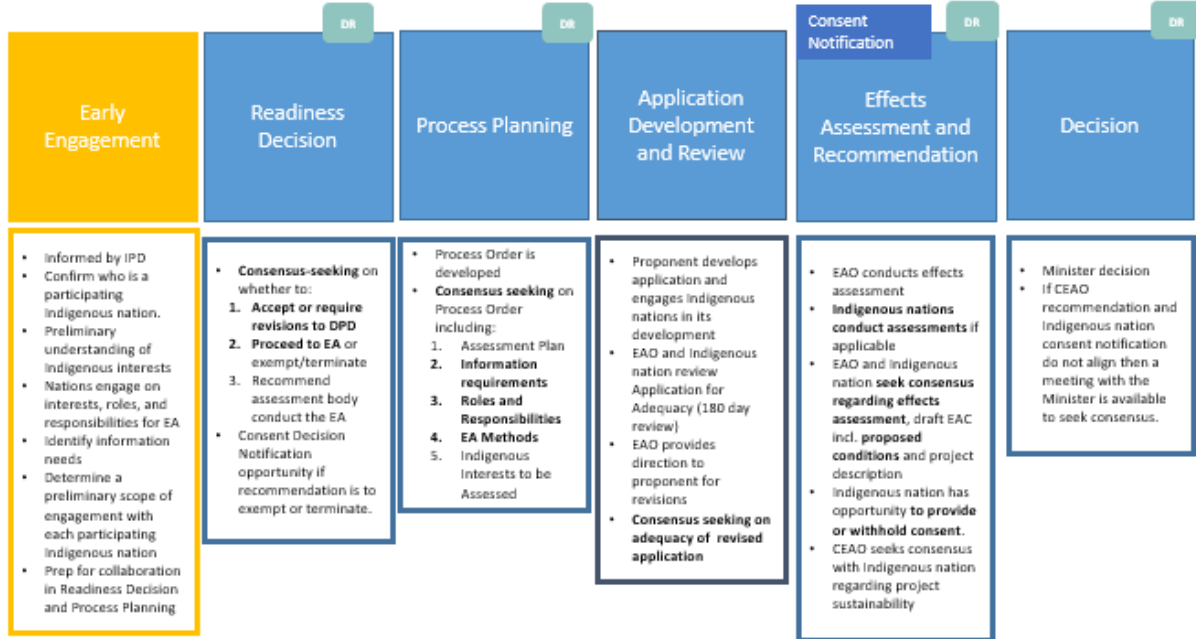 DR
DR
Consent
Notification
DR
DR
Early
Engagement
Readiness
Decision
Process Planning
Application
Development
and Review
Effects
Assessment and
Recommendation
Decision
• Informed by IPD
• Confirm who is a
participating
Indigenous nation.
• Preliminary
understanding of
Indigenous interests
• Nations engage on
interests, roles, and
responsibilities for EA
• Identify information
needs
• Determine a
preliminary scope of
engagement with
each participating
Indigenous nation
• Prep for collaboration
in Readiness Decision
and Process Planning
• Consensus-seeking on
whether to:
1. Accept or require
revisions to DPD
2. Proceed to EA or
exempt/terminate
3. Recommend
assessment body
conduct the EA
• Consent Decision
Notification
opportunity if
recommendation is to
exempt or terminate.
• Process Order is
developed
• Consensus seeking on
Process Order
including:
1. Assessment Plan
2. Information
requirements
3. Roles and
Responsibilities
4. EA Methods
5. Indigenous
Interests to be
Assessed
• Proponent develops
application and
engages Indigenous
nations in its
development
• EAO and Indigenous
nation review
Application for
Adequacy (180 day
review)
• EAO provides
direction to
proponent for
revisions
• Consensus seeking on
adequacy of revised
application
• EAO conducts effects
assessment
• Indigenous nations
conduct assessments if
applicable
• EAO and Indigenous
nation seek consensus
regarding effects
assessment, draft EAC
incl. proposed
conditions and project
description
• Indigenous nation has
opportunity to provide
or withhold consent.
• CEAO seeks consensus
with Indigenous nation
regarding project
sustainability
• Minister decision
• If CEAO
recommendation and
Indigenous nation
consent notification
do not align then a
meeting with the
Minister is available
to seek consensus.